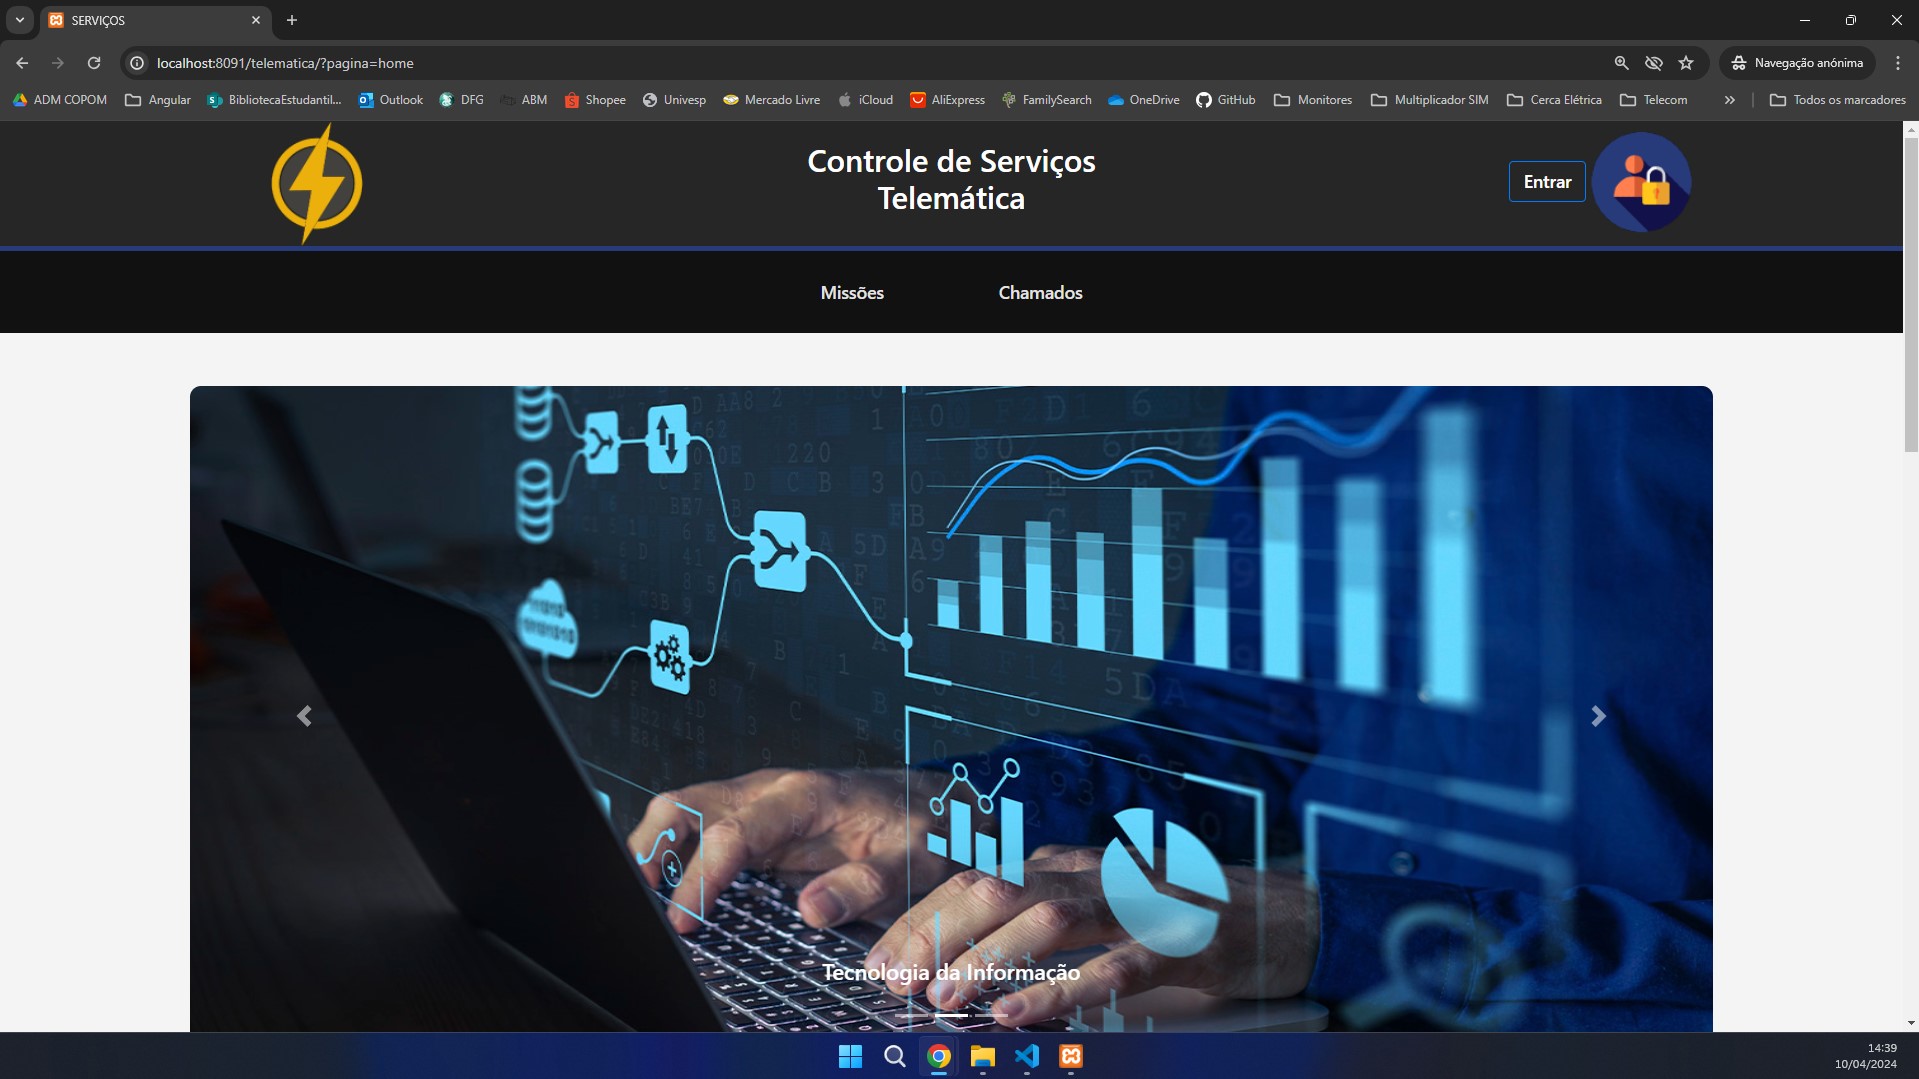 SERVIÇOS
localhost:8091/telematica/?pagina=home
Navegação anónima
ADM COPOM
Angular
BibliotecaEstudantil...
Outlook
DFG
ABM
Shopee
Univesp
Mercado Livre
iCloud
AliExpress
FamilySearch
OneDrive
GitHub
Monitores
Multiplicador SIM
Cerca Elétrica
Telecom
Todos os marcadores
Controle de Serviços
Telemática
Entrar
Missões
Chamados
Tecnologia da Informação
14:39
10/04/2024